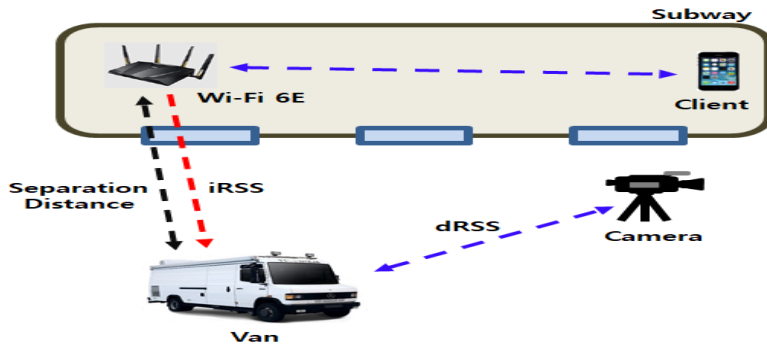 Subway
Wi-Fi 6E
Client
Separation
Distance
iRSS
dRSS
Camera
Van